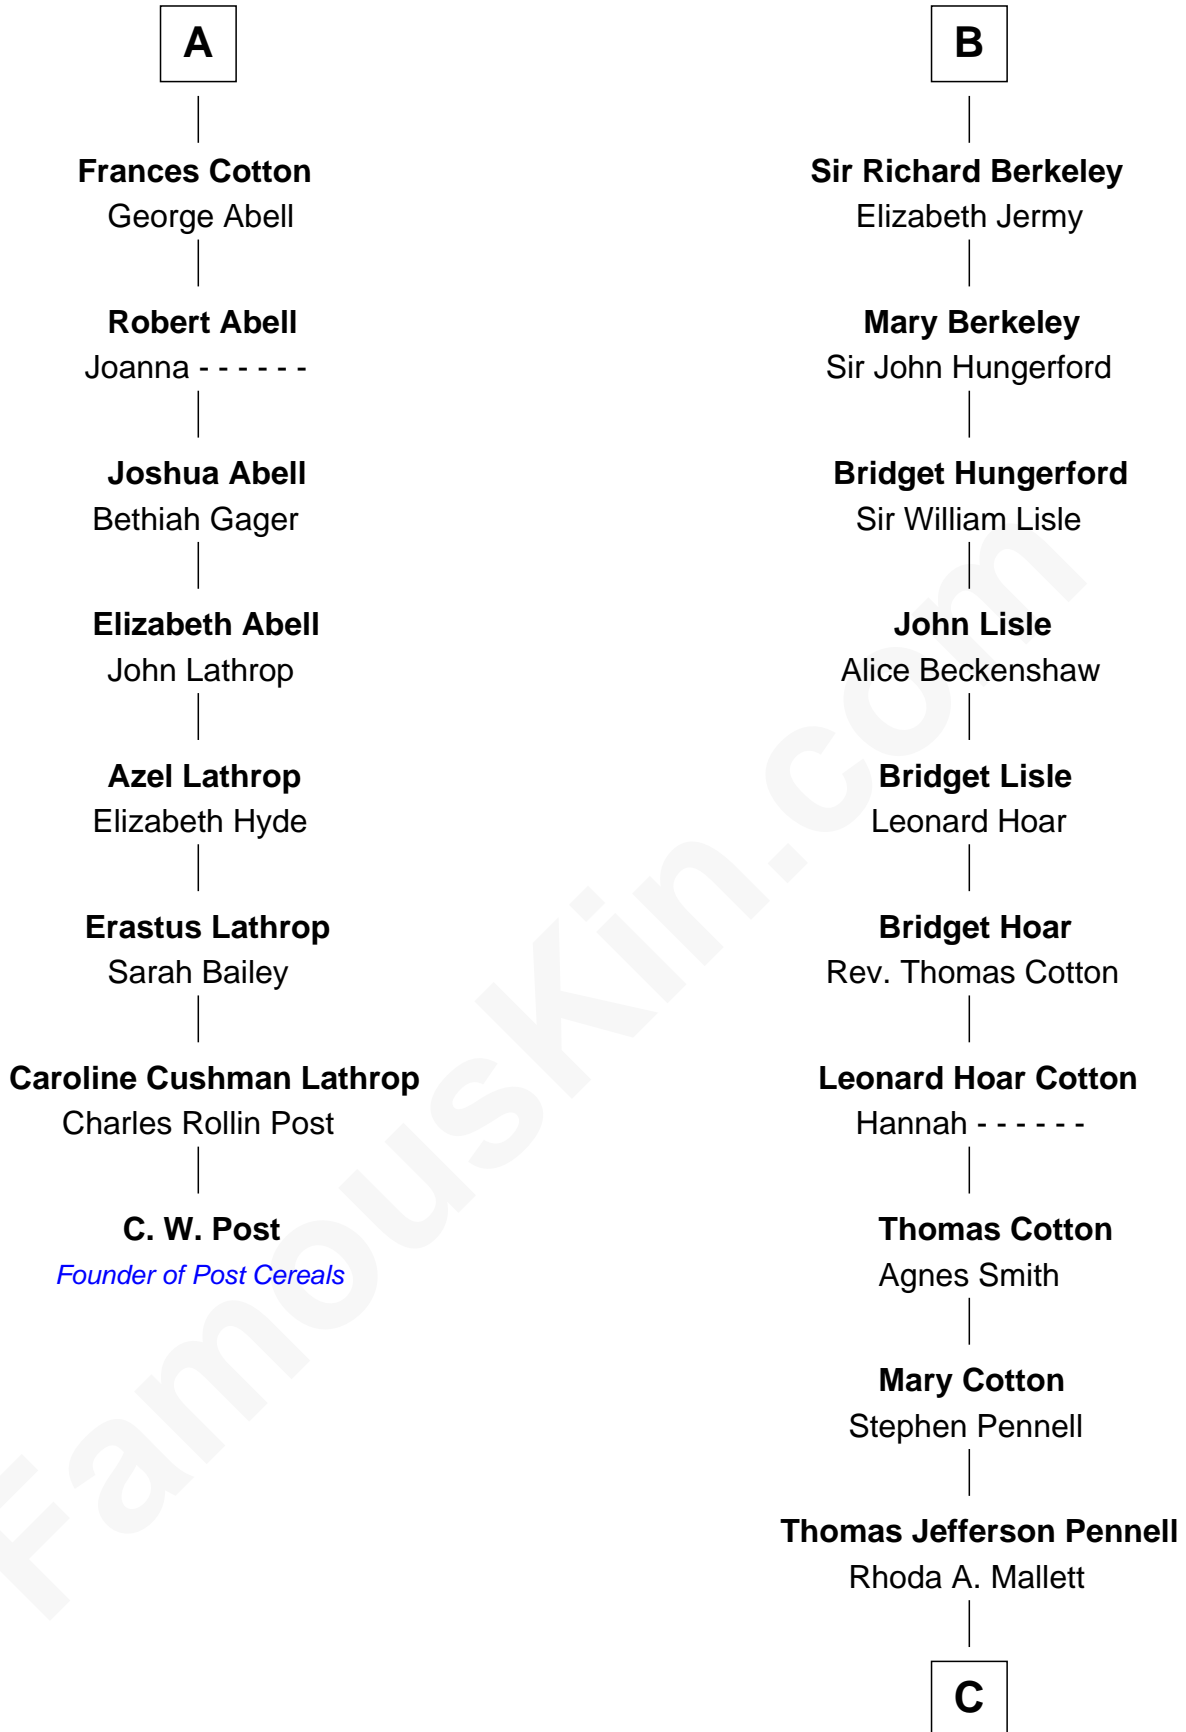 A
Frances Cotton
George Abell
Robert Abell
Joanna - - - - - -
Joshua Abell
Bethiah Gager
Elizabeth Abell
John Lathrop
Azel Lathrop
Elizabeth Hyde
Erastus Lathrop
Sarah Bailey
Caroline Cushman Lathrop
Charles Rollin Post
C. W. Post
Founder of Post Cereals
B
Sir Richard Berkeley
Elizabeth Jermy
Mary Berkeley
Sir John Hungerford
Bridget Hungerford
Sir William Lisle
John Lisle
Alice Beckenshaw
Bridget Lisle
Leonard Hoar
Bridget Hoar
Rev. Thomas Cotton
Leonard Hoar Cotton
Hannah - - - - - -
Thomas Cotton
Agnes Smith
Mary Cotton
Stephen Pennell
Thomas Jefferson Pennell
Rhoda A. Mallett
C
FamousKin.com